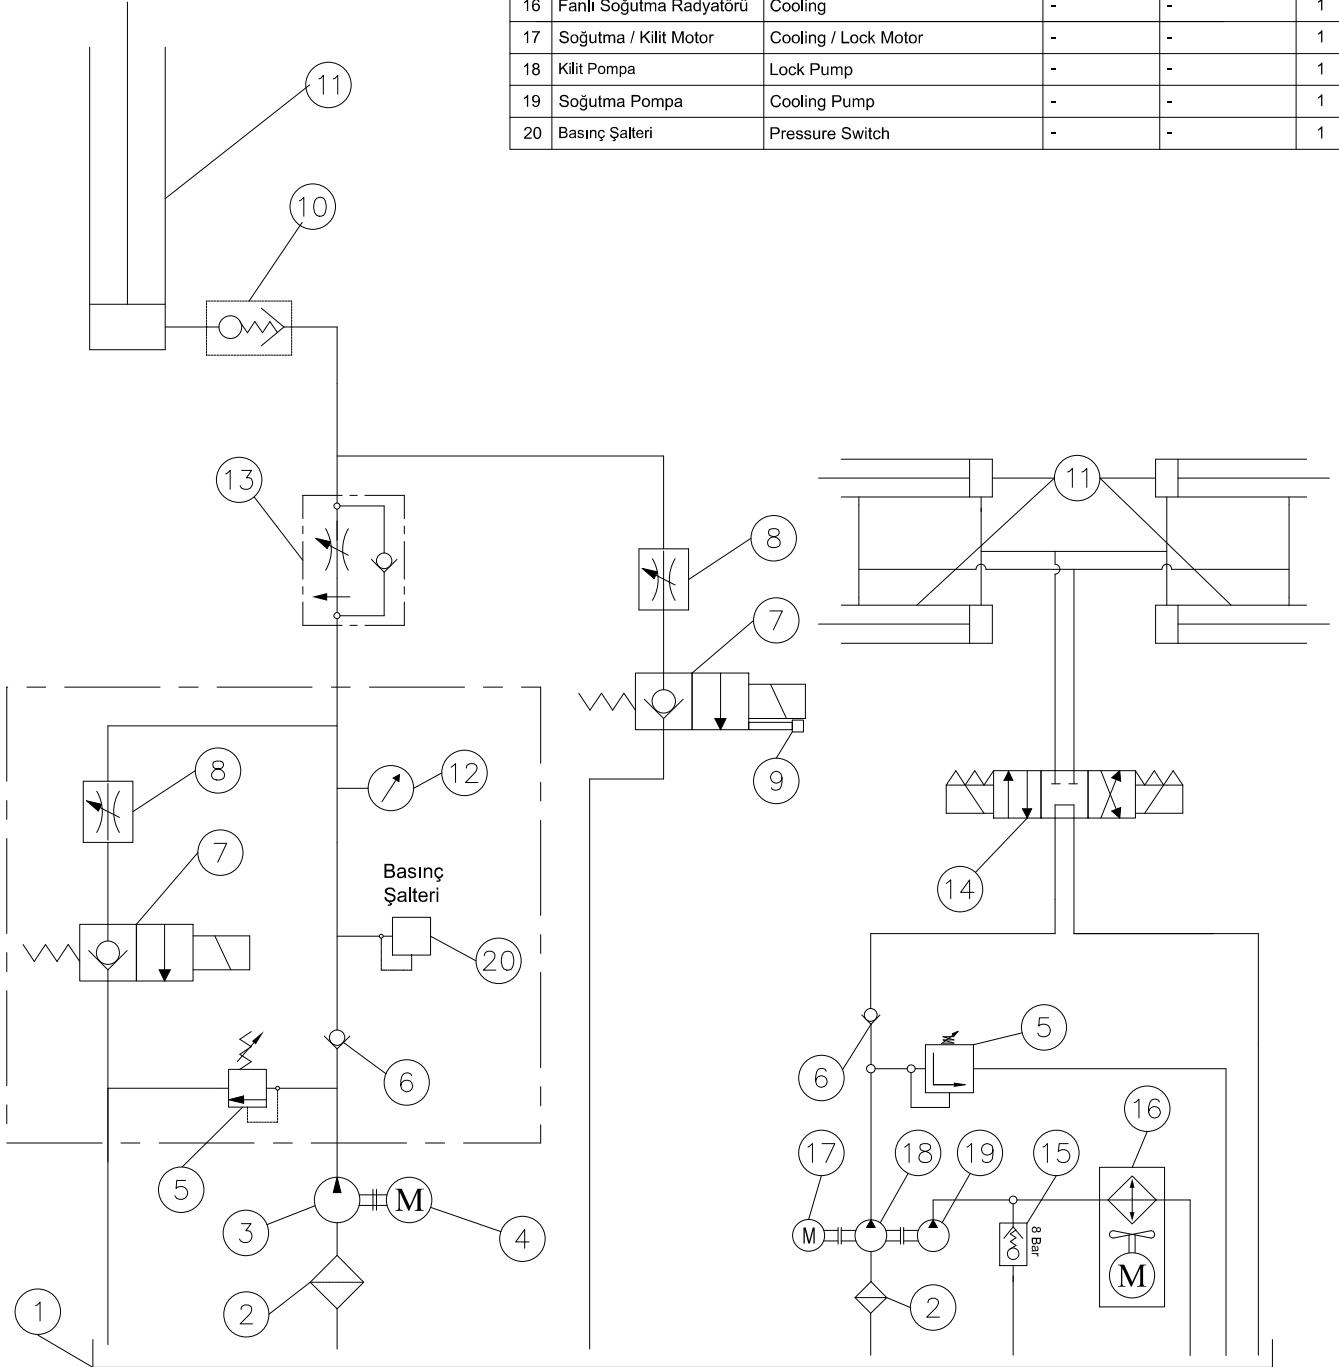 16 Fanlı Soğutma Radyatörü Cooling - - 1
17 Soğutma / Kilit Motor Cooling / Lock Motor - - 1
18 Kilit Pompa Lock Pump - - 1
19 Soğutma Pompa Cooling Pump - - 1
20 Basınç Şalteri Pressure Switch - - 1
11
10
13
11
8
7
8
12
9
7
Basınç
Şalteri
14
20
5
6
6
16
5
17
18
19
15
3
M
4
M
8 Bar
M
2
2
1